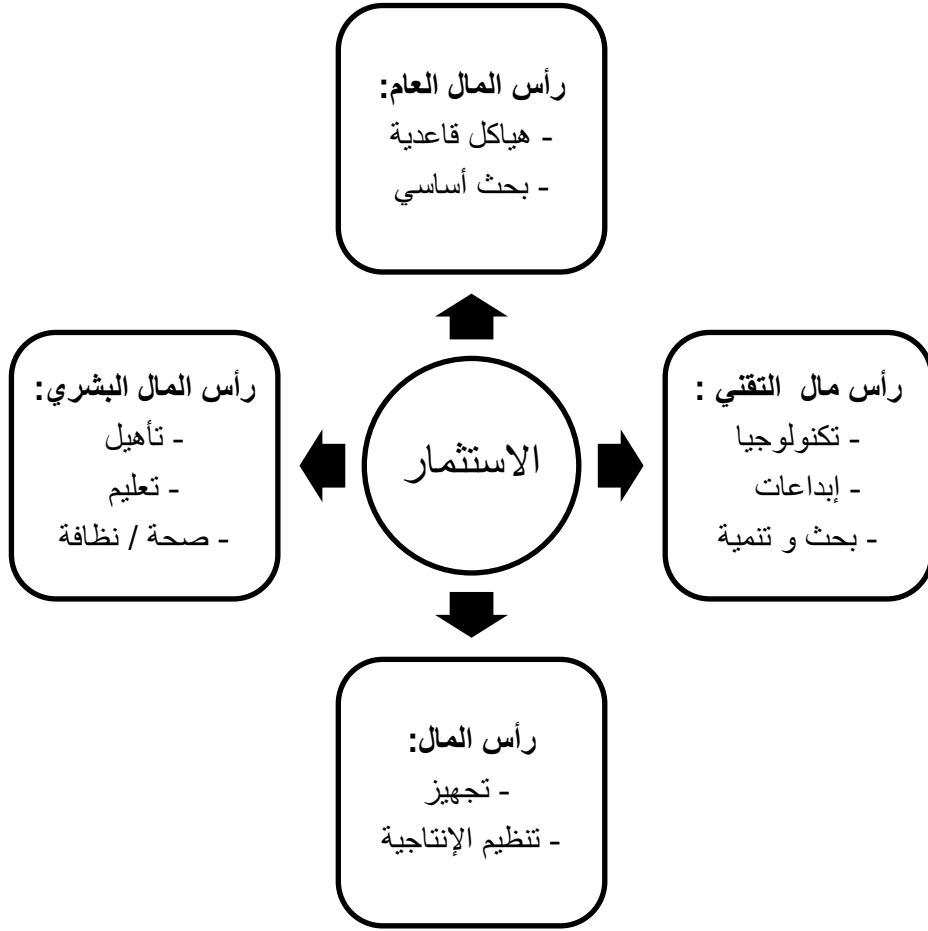 رأس المال العام:
- هياكل قاعدية
- بحث أساسي
رأس مال التقني :
- تكنولوجيا
- إبداعات
- بحث و تنمية
الاستثمار
رأس المال البشري:
- تأهيل
- تعليم
- صحة / نظافة
رأس المال:
- تجهيز
- تنظيم الإنتاجية